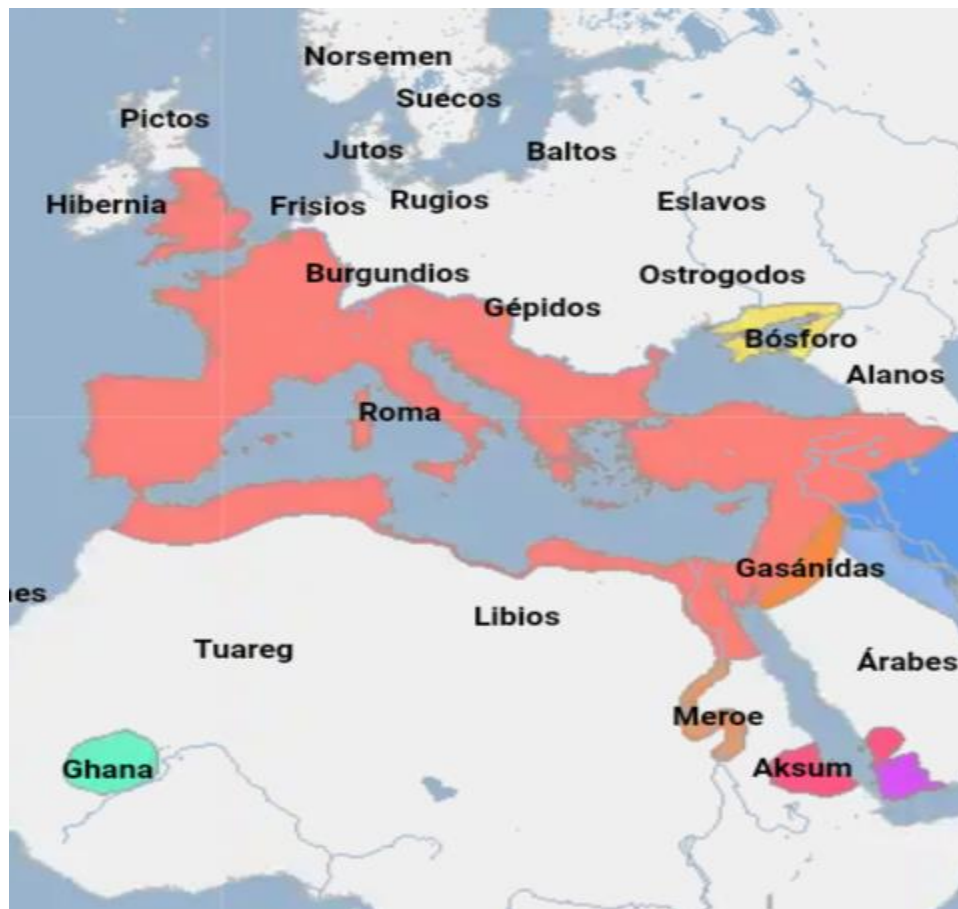 Norsemen
Suecos
Pictos
Jutos
Baltos
Hibernia
Frisios
Rugios
Eslavos
Burgundios
Ostrogodos
Gépidos
Bósforo
Alanos
Roma
Gasánidas
nes
Libios
Tuareg
Árabes
Meroe
Ghana
Aksum